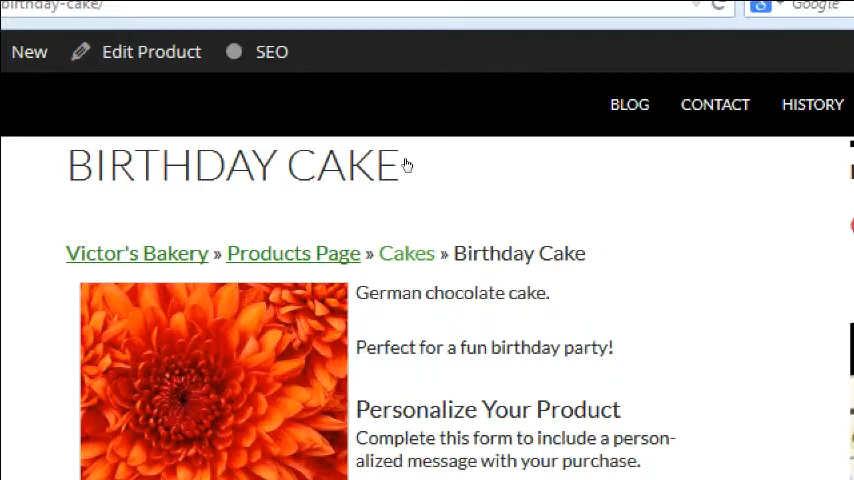 birthday-cake/
Google
New Edit Product SEO
BLOG CONTACT HISTORY
BIRTHDAY CAKE
Victor's Bakery » Products Page » Cakes » Birthday Cake
German chocolate cake.
Perfect for a fun birthday party!
Personalize Your Product
Complete this form to include a person-
alized message with your purchase.